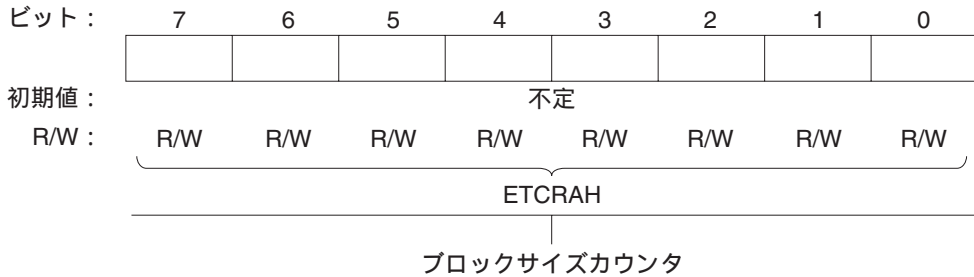 ビット： 7 6 5 4 3 2 1 0
初期値： 不定
R/W： R/W R/W R/W R/W R/W R/W R/W R/W
ETCRAH
ブロックサイズカウンタ